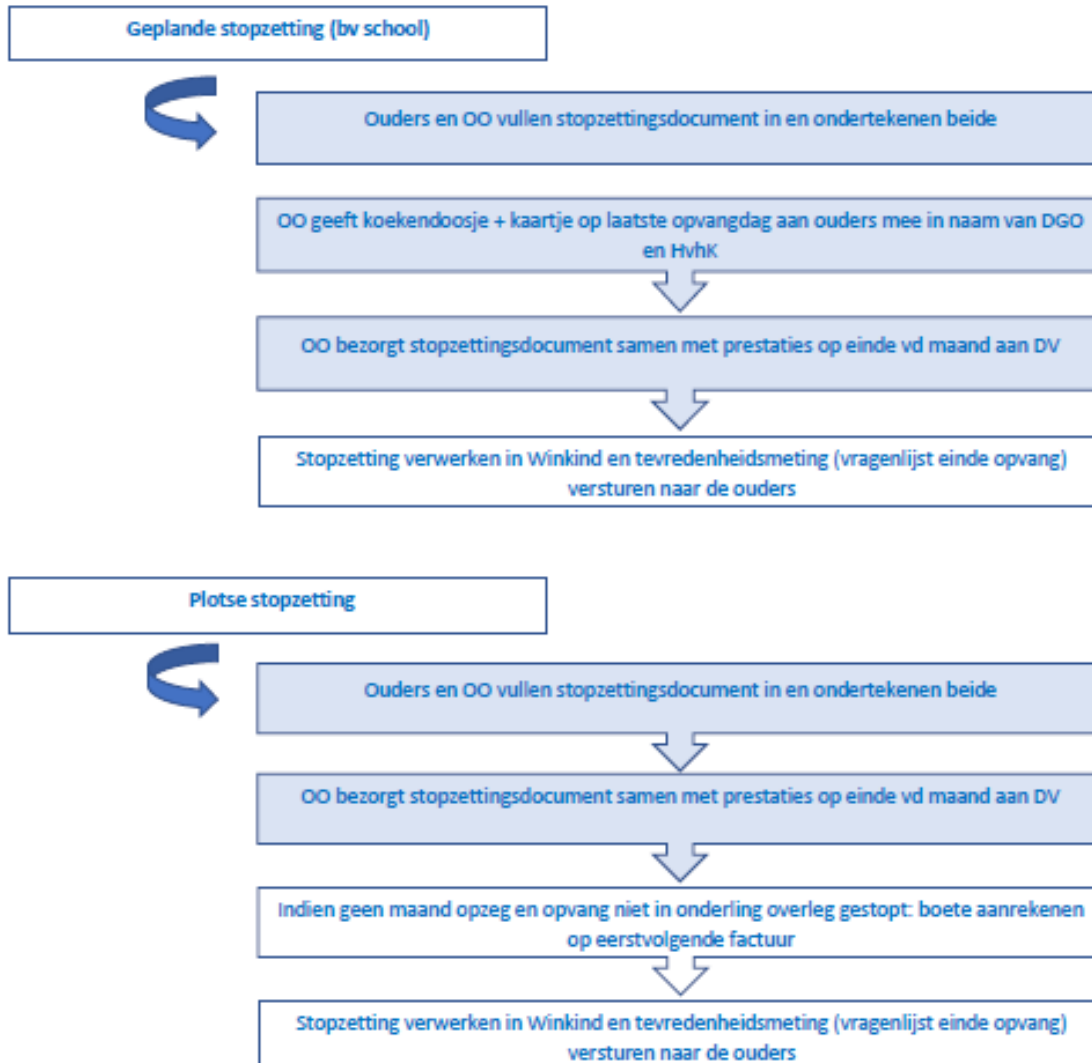 Geplande stopzetting (bv school)
Ouders en OO vullen stopzettingsdocument in en ondertekenen beide
OO geeft koekendoosje + kaartje op laatste opvangdag aan ouders mee in naam van DGO
en HvhK
OO bezorgt stopzettingsdocument samen met prestaties op einde vd maand aan DV
Stopzetting verwerken in Winkind en tevredenheidsmeting (vragenlijst einde opvang)
versturen naar de ouders
Plotse stopzetting
Ouders en OO vullen stopzettingsdocument in en ondertekenen beide
OO bezorgt stopzettingsdocument samen met prestaties op einde vd maand aan DV
Indien geen maand opzeg en opvang niet in onderling overleg gestopt: boete aanrekenen
op eerstvolgende factuur
Stopzetting verwerken in Winkind en tevredenheidsmeting (vragenlijst einde opvang)
versturen naar de ouders